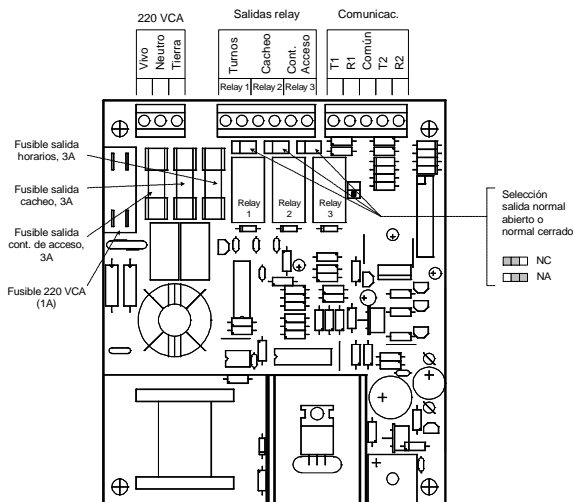 220 VCA
Salidas relay
Comunicac.
Vivo
Neutro
Tierra
Turnos
Cacheo
Cont.
Acceso
T1
R1
Común
T2
R2
Relay 1
Relay 2
Relay 3
Fusible salida
horarios, 3A
Fusible salida
cacheo, 3A
Fusible salida
cont. de acceso,
3A
Fusible 220 VCA
(1A)
Relay
1
Relay
2
Relay
3
Selección
salida normal
abierto o
normal cerrado
NC
NA